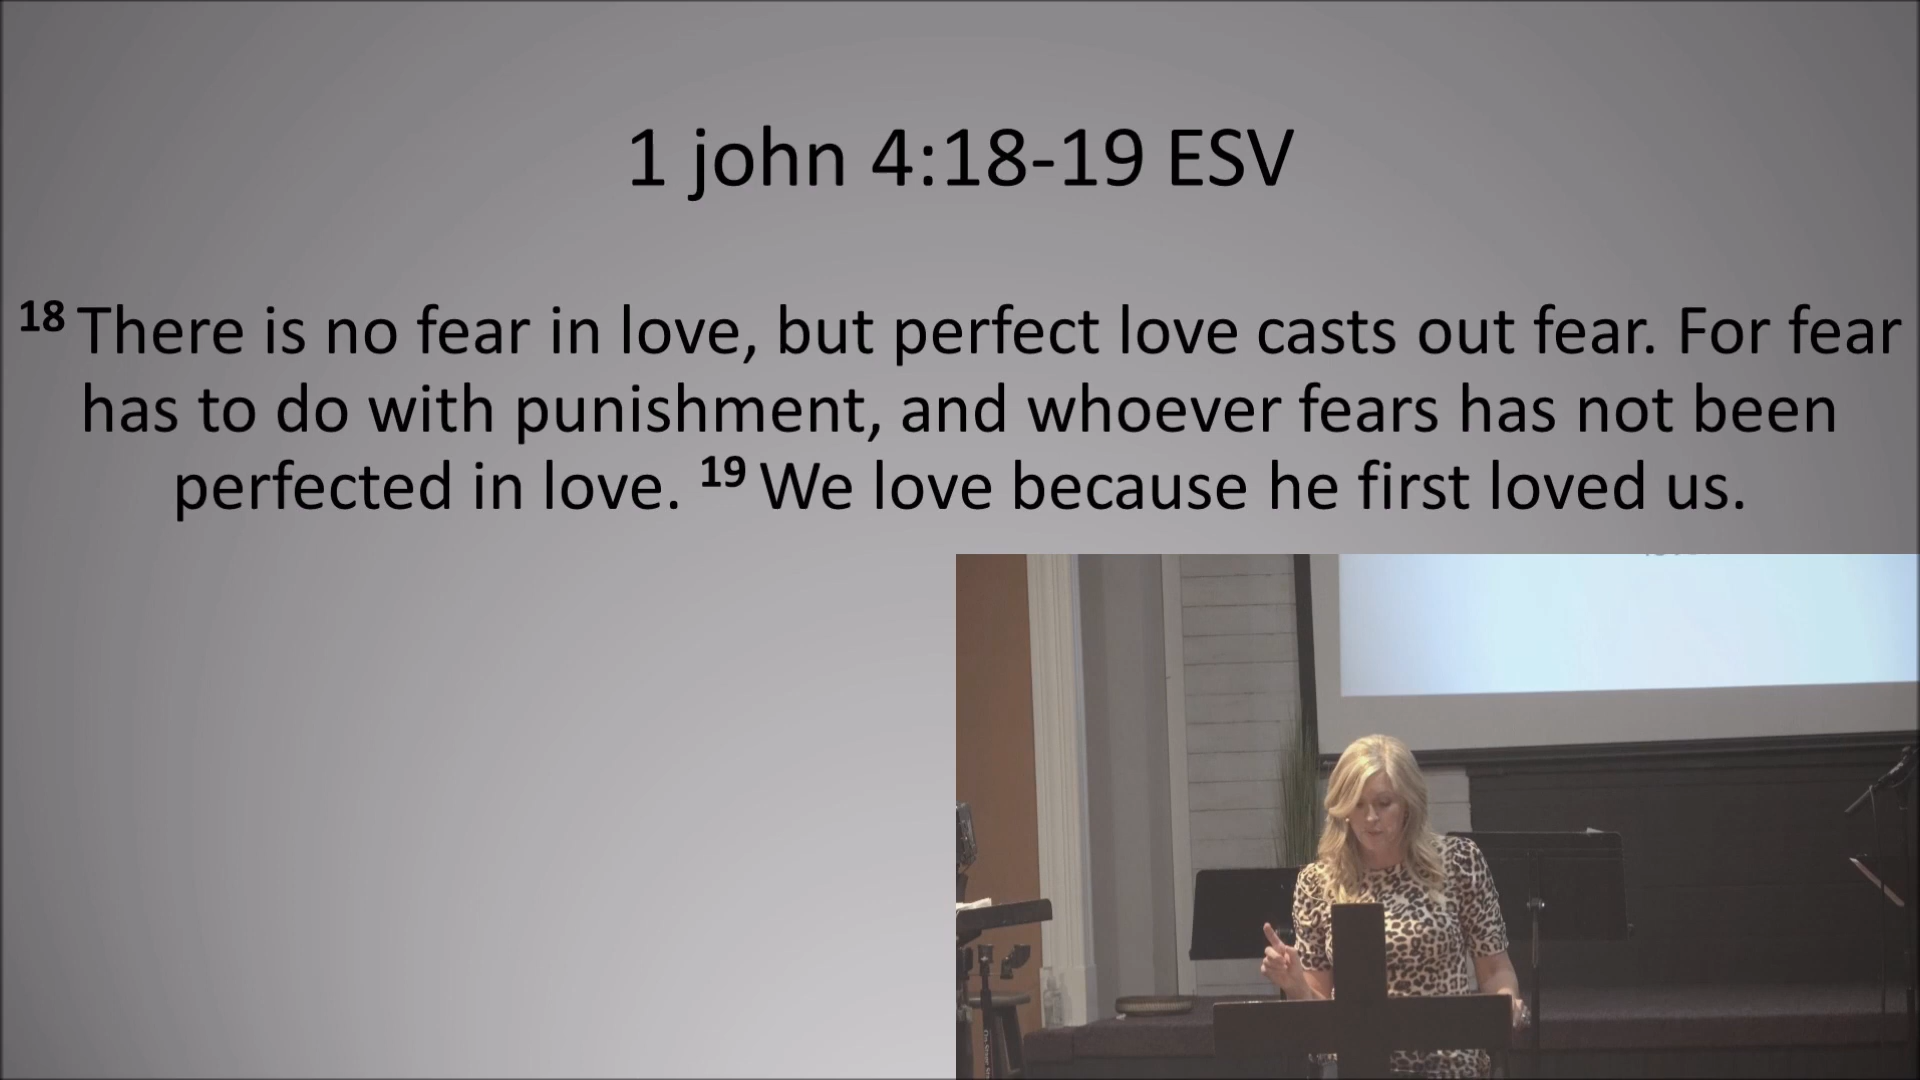 1 john 4:18-19 ESV
18 There is no fear in love, but perfect love casts out fear. For fear
has to do with punishment, and whoever fears has not been
perfected in love. 19 We love because he first loved us.